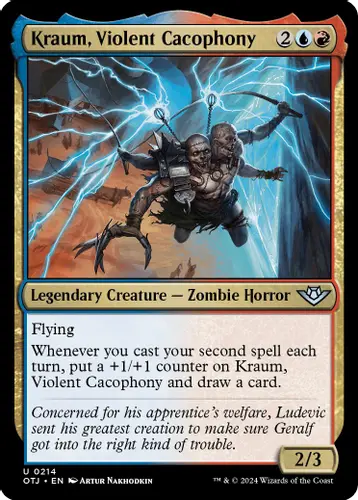 Kraum, Violent Cacophony 2
Legendary Creature — Zombie Horror
Flying
Whenever you cast your second spell each
turn, put a +1/+1 counter on Kraum,
Violent Cacophony and draw a card.
Concerned for his apprentice's welfare, Ludevic
sent his greatest creation to make sure Geralf
got into the right kind of trouble.
2/3
U 0214
OTJ • EN Artur Nakhodkin
™ & © 2024 Wizards of the Coast